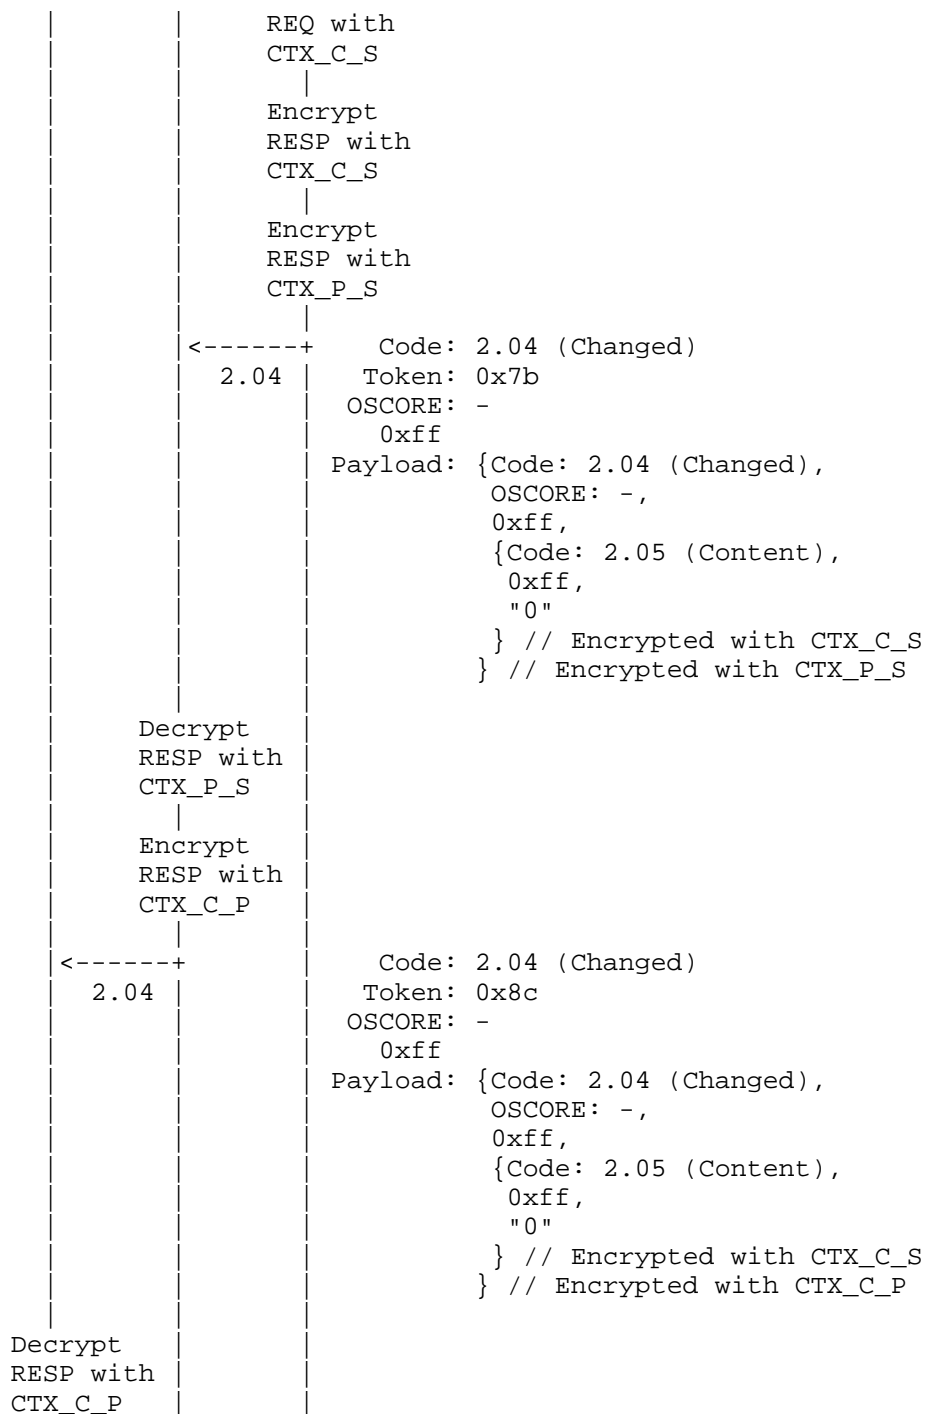 REQ with
CTX_C_S
Encrypt
RESP with
CTX_C_S
Encrypt
RESP with
CTX_P_S
<------+ Code: 2.04 (Changed)
2.04 | Token: 0x7b
OSCORE: -
0xff
Payload: {Code: 2.04 (Changed),
OSCORE: -,
0xff,
{Code: 2.05 (Content),
0xff,
"0"
} // Encrypted with CTX_C_S
} // Encrypted with CTX_P_S
Decrypt
RESP with
CTX_P_S
Encrypt
RESP with
CTX_C_P
<------+ Code: 2.04 (Changed)
2.04 | Token: 0x8c
OSCORE: -
0xff
Payload: {Code: 2.04 (Changed),
OSCORE: -,
0xff,
{Code: 2.05 (Content),
0xff,
"0"
} // Encrypted with CTX_C_S
} // Encrypted with CTX_C_P
Decrypt
RESP with
CTX_C_P